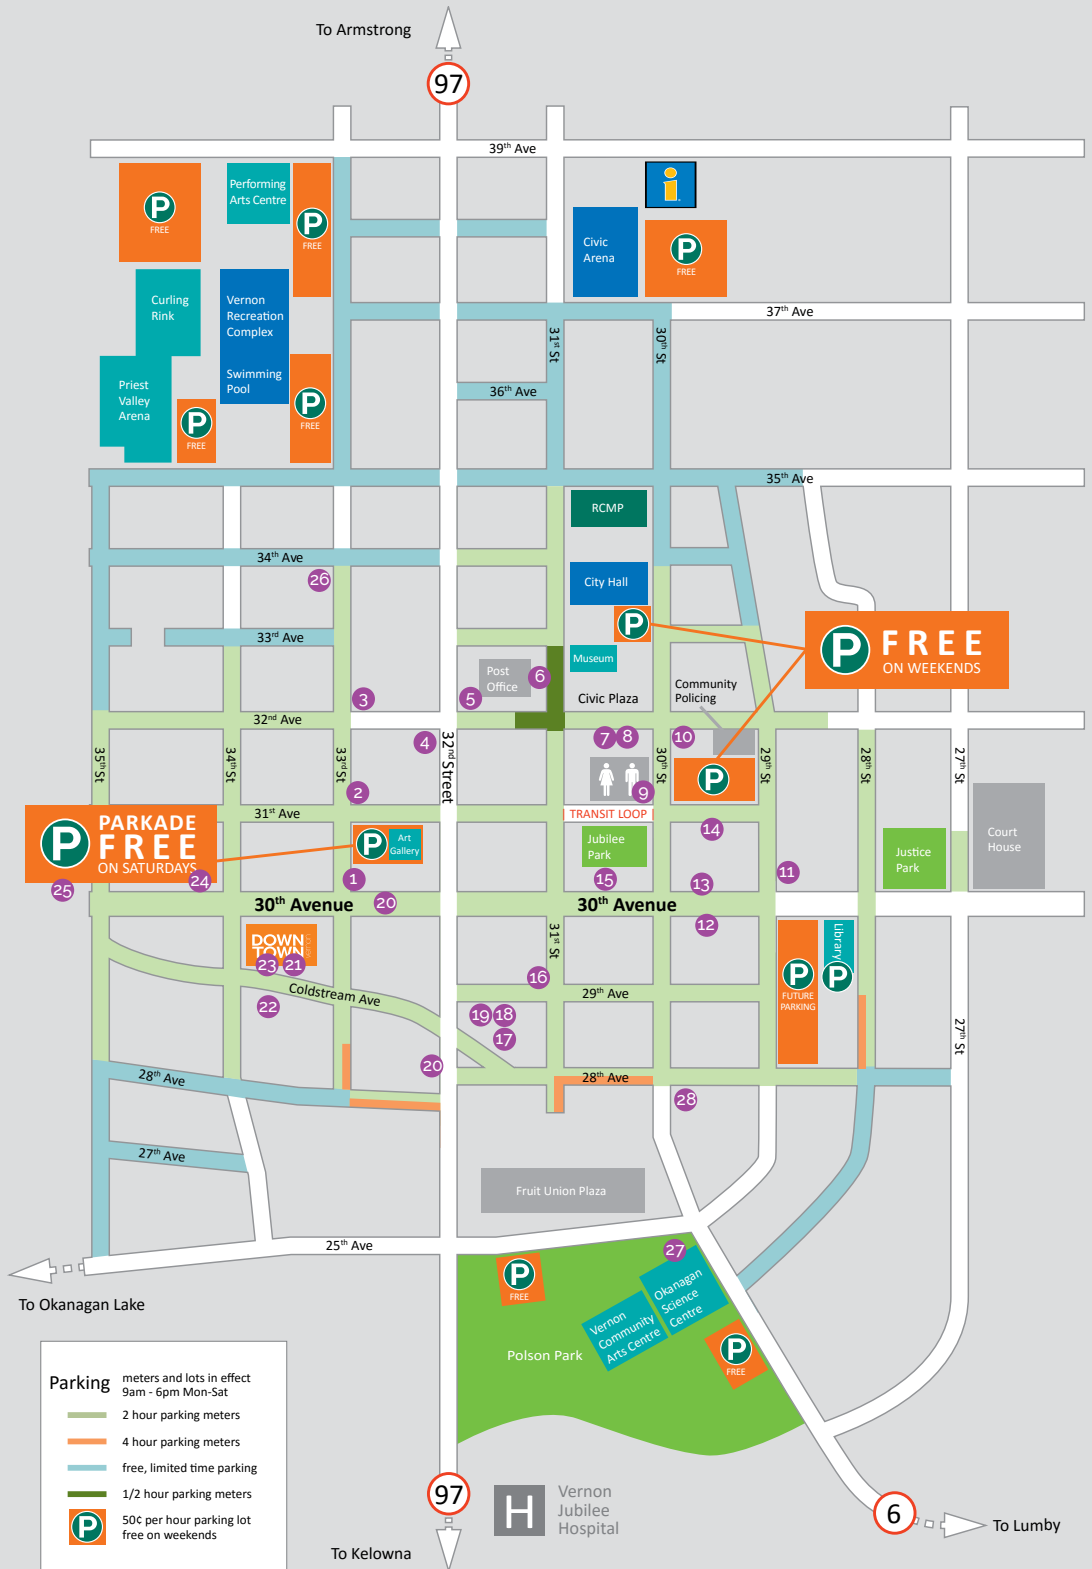 To Armstrong
97
39th Ave
P
FREE
Performing
Arts Centre
P
FREE
i
Civic
Arena
P
FREE
Curling
Rink
Vernon
Recreation
Complex
Swimming
Pool
37th Ave
31st St
30th St
36th Ave
Priest
Valley
Arena
P
FREE
P
FREE
35th Ave
RCMP
34th Ave
26
City Hall
P
33rd Ave
P FREE
ON WEEKENDS
Museum
Post
Office
6
5
3
Civic Plaza
Community
Policing
32nd Ave
4
7
8
10
35th St
34th St
33rd St
32nd Street
30th St
29th St
28th St
27th St
2
9
P
31st Ave
TRANSIT LOOP
P
PARKADE
FREE
ON SATURDAYS
P
Art
Gallery
Jubilee
Park
14
Justice
Park
Court
House
25
24
1
15
13
11
30th Avenue
20
30th Avenue
12
DOWN
TOWN
23
21
31st St
16
P
FUTURE
PARKING
Library
P
Coldstream Ave
29th Ave
22
19
18
17
27th St
20
28th Ave
28th Ave
28
27th Ave
Fruit Union Plaza
25th Ave
27
P
FREE
Okanagan
Science
Centre
Vernon
Community
Arts Centre
To Okanagan Lake
Polson Park
P
FREE
Parking
meters and lots in effect
9am - 6pm Mon-Sat
2 hour parking meters
4 hour parking meters
free, limited time parking
1/2 hour parking meters
P
50¢ per hour parking lot
free on weekends
97
H
Vernon
Jubilee
Hospital
6
To Lumby
To Kelowna